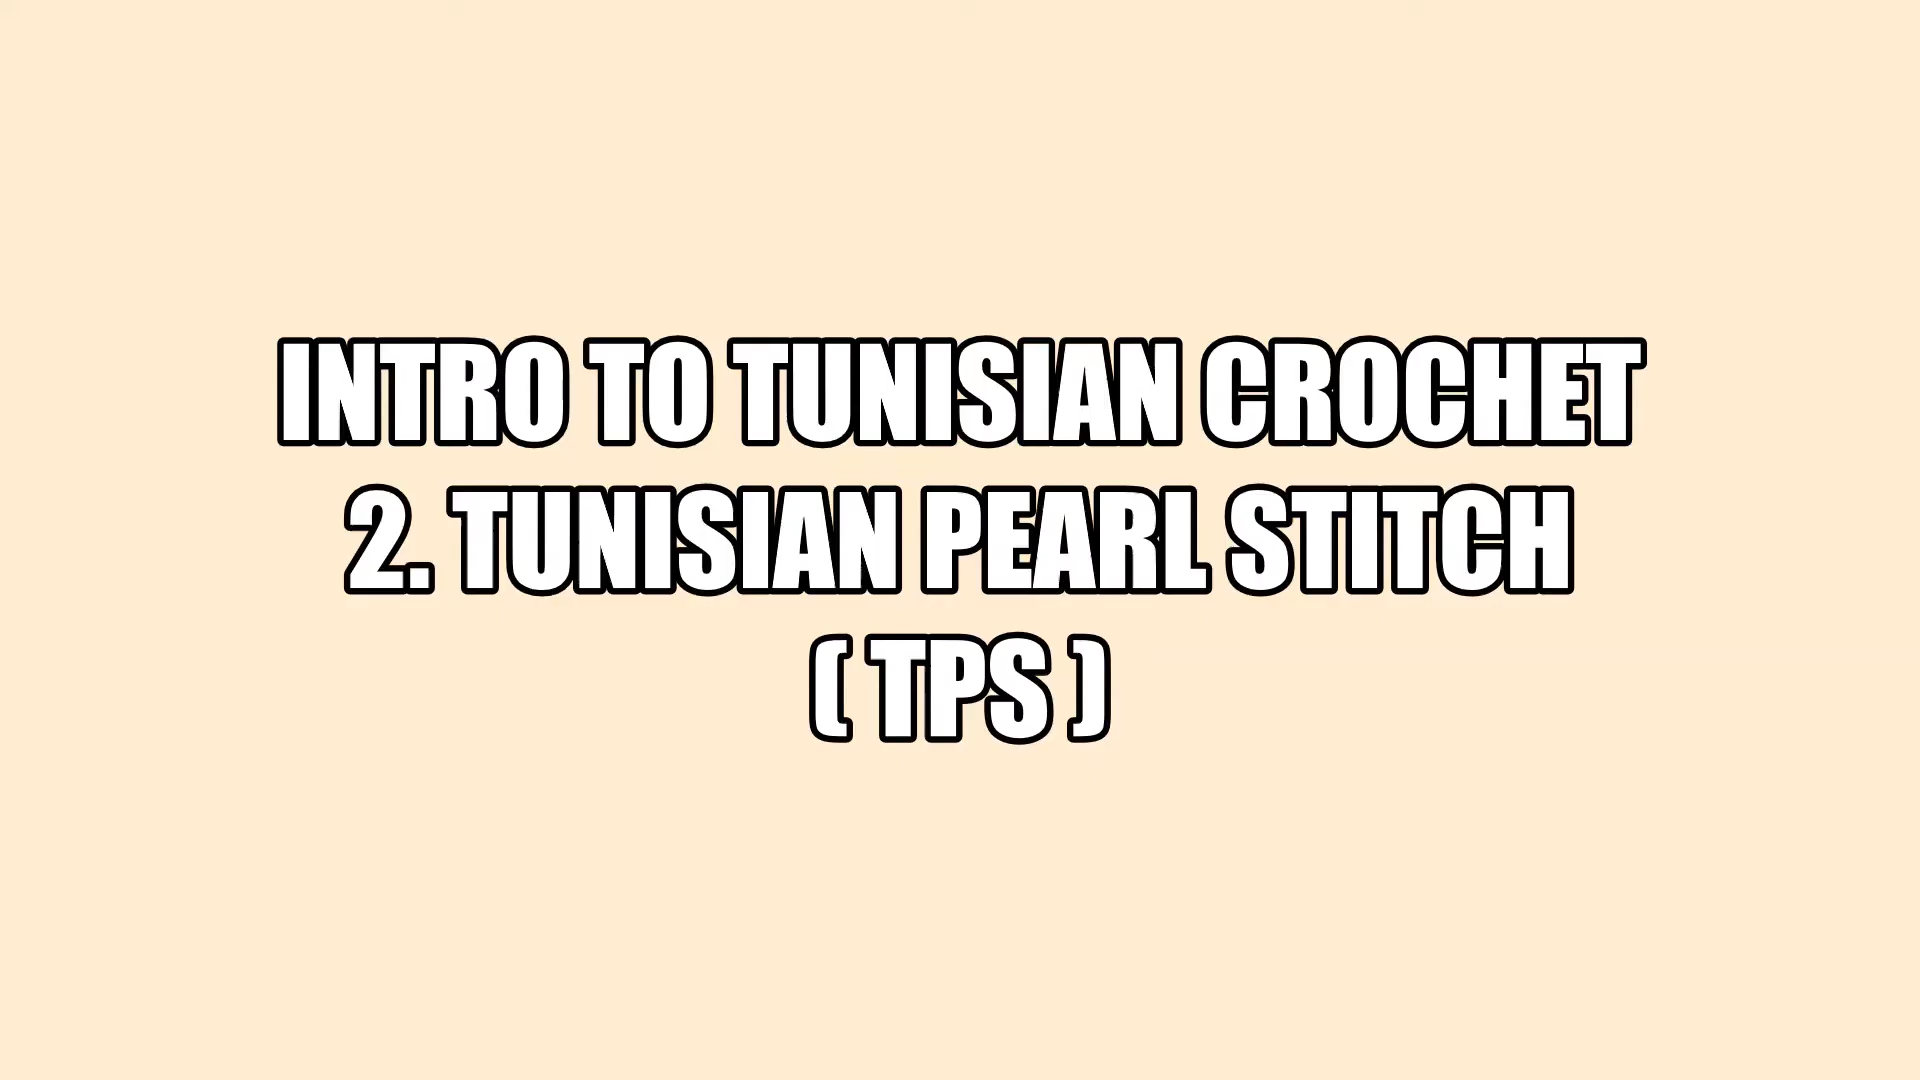 INTRO TO TUNISIAN CROCHET
2. TUNISIAN PEARL STITCH
( TPS )